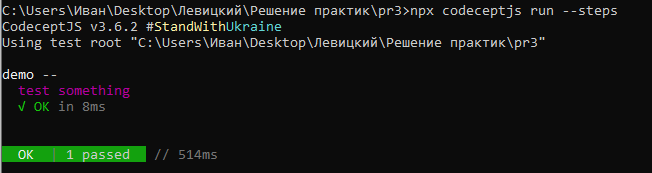 C:\Users\Иван\Desktop\Левицкий\Решение практик\pr3>npx codeceptjs run --steps
CodeceptJS v3.6.2 #StandWithUkraine
Using test root "C:\Users\Иван\Desktop\Левицкий\Решение практик\pr3"
demo --
test something
√ OK in 8ms
OK | 1 passed // 514ms